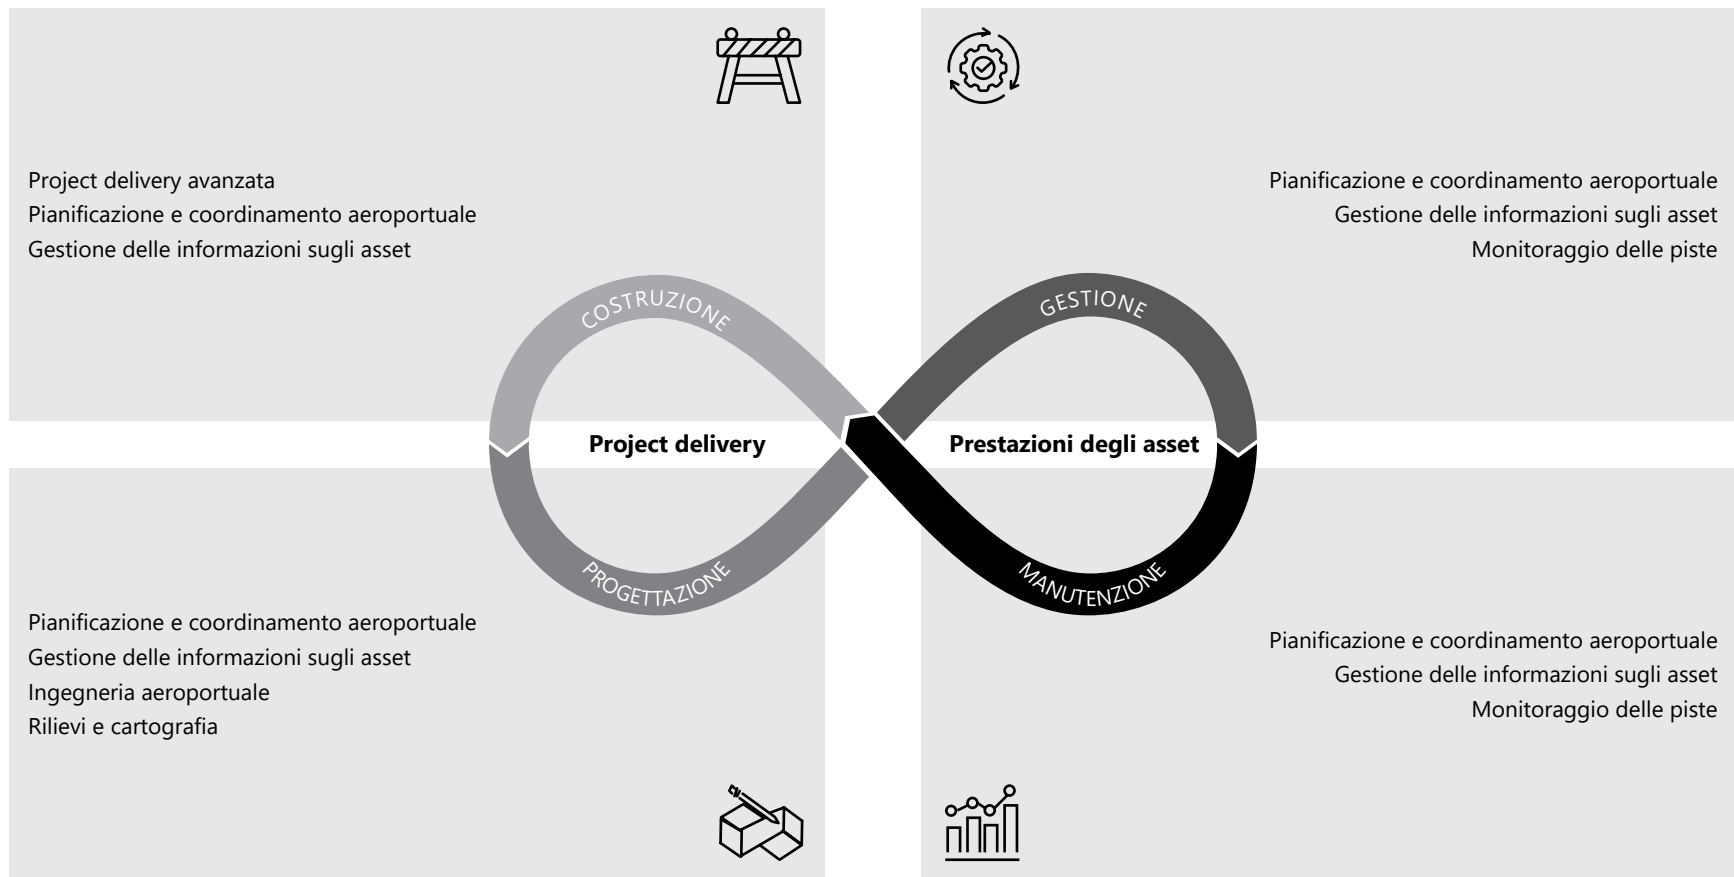 Project delivery avanzata
Pianificazione e coordinamento aeroportuale
Gestione delle informazioni sugli asset
Pianificazione e coordinamento aeroportuale
Gestione delle informazioni sugli asset
Monitoraggio delle piste
COSTRUZIONE
GESTIONE
Project delivery
Prestazioni degli asset
PROGETTAZIONE
MANUTENZIONE
Pianificazione e coordinamento aeroportuale
Gestione delle informazioni sugli asset
Ingegneria aeroportuale
Rilievi e cartografia
Pianificazione e coordinamento aeroportuale
Gestione delle informazioni sugli asset
Monitoraggio delle piste